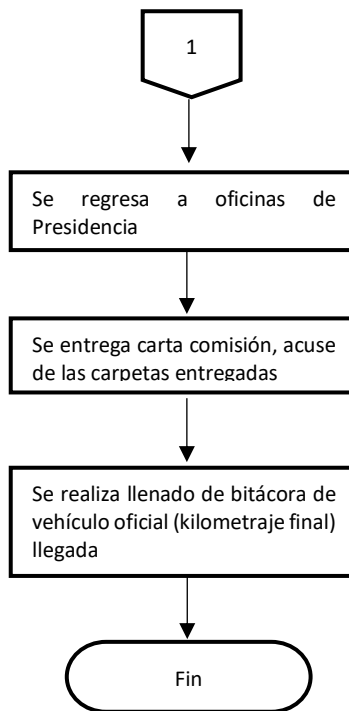 1
Se regresa a oficinas de
Presidencia
Se entrega carta comisión, acuse
de las carpetas entregadas
Se realiza llenado de bitácora de
vehículo oficial (kilometraje final)
llegada
Fin